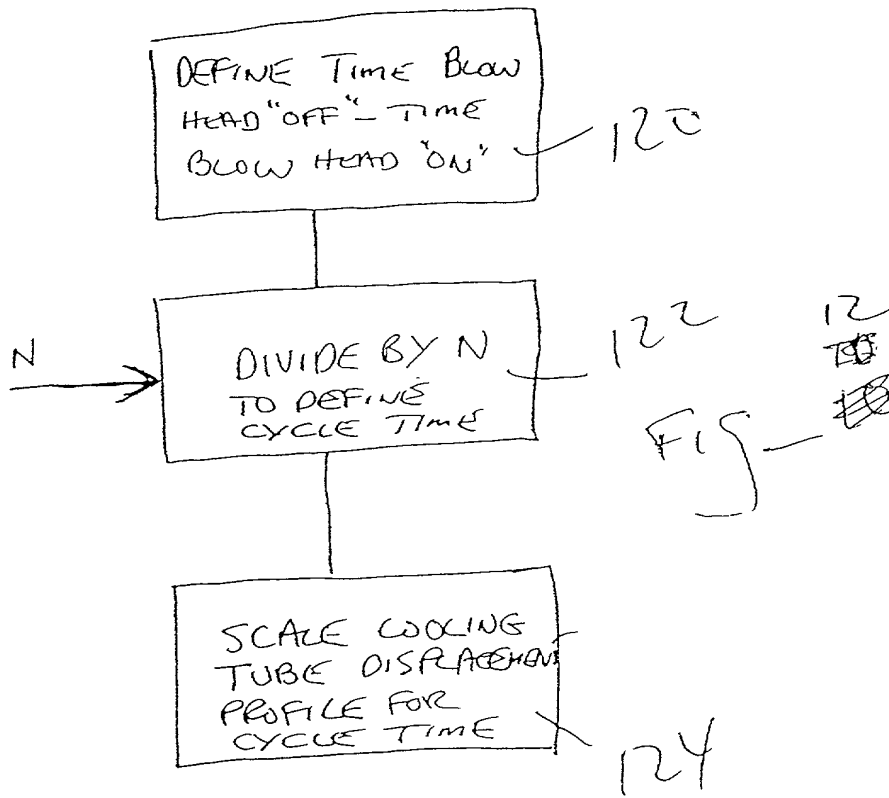 DEFINE TIME BLOW
HEAD "OFF" - TIME
BLOW HEAD "ON"
120
N
DIVIDE BY N
TO DEFINE
CYCLE TIME
122
12
Fig_
SCALE COOLING
TUBE DISPLACEMENT
PROFILE FOR
CYCLE TIME
124